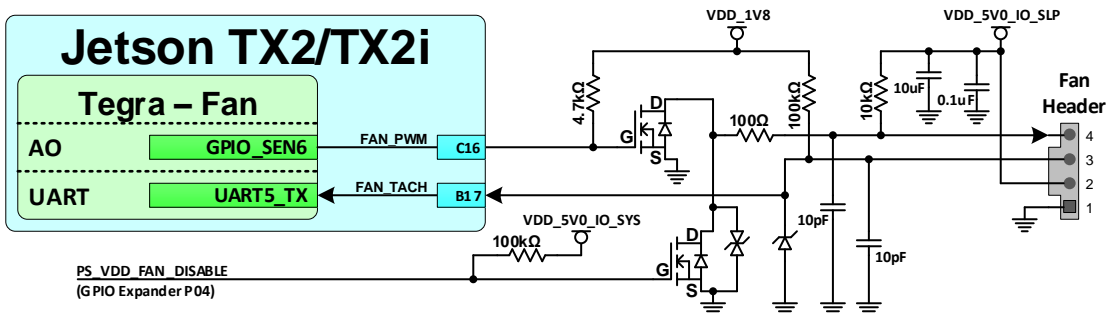 VDD_1V8
VDD_5V0_IO_SLP
Jetson TX2/TX2i
Tegra – Fan
4.7kΩ
100kΩ
10kΩ
10uF
0.1uF
Fan
Header
D
G
S
100Ω
AO
GPIO_SEN6
FAN_PWM
C16
4
UART
UART5_TX
FAN_TACH
B17
3
2
1
VDD_5V0_IO_SYS
100kΩ
10pF
10pF
D
G
S
PS_VDD_FAN_DISABLE
(GPIO Expander P04)